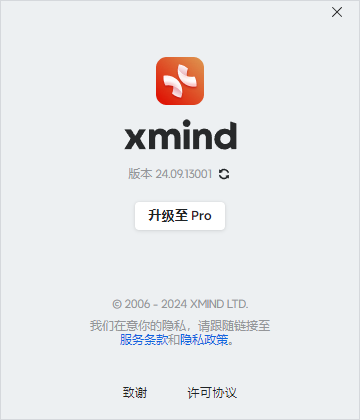 xmind
版本 24.09.13001
升级至 Pro
© 2006 - 2024 XMIND LTD.
我们在意你的隐私，请跟随链接至
服务条款和隐私政策。
致谢 许可协议